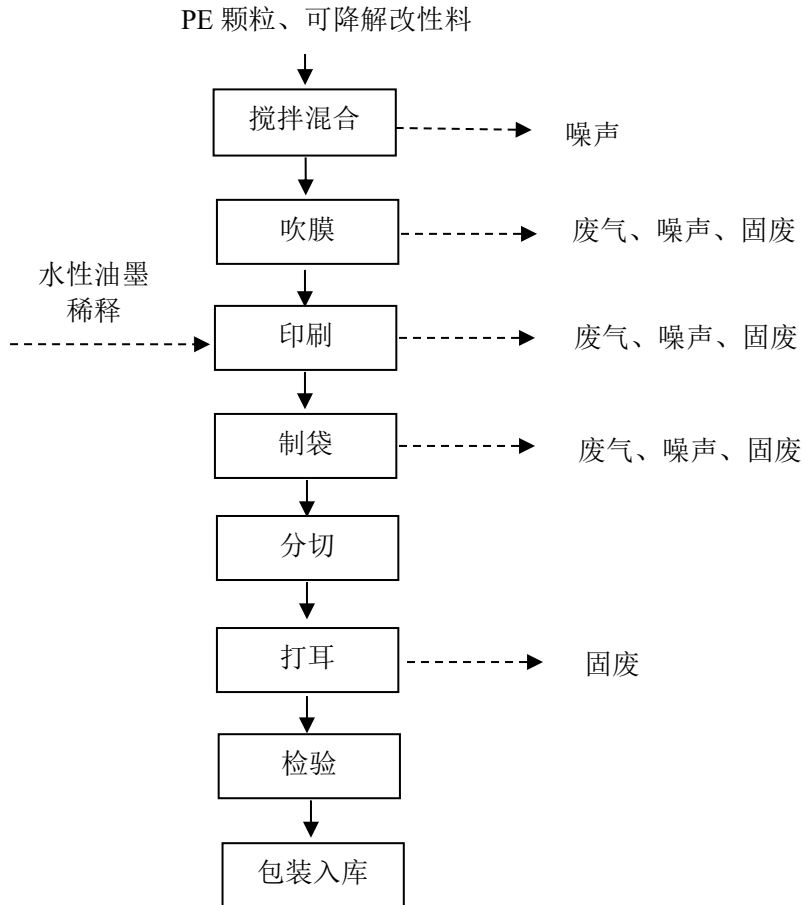 PE 颗粒、可降解改性料
搅拌混合
噪声
吹膜
废气、噪声、固废
水性油墨
稀释
印刷
废气、噪声、固废
制袋
废气、噪声、固废
分切
打耳
固废
检验
包装入库